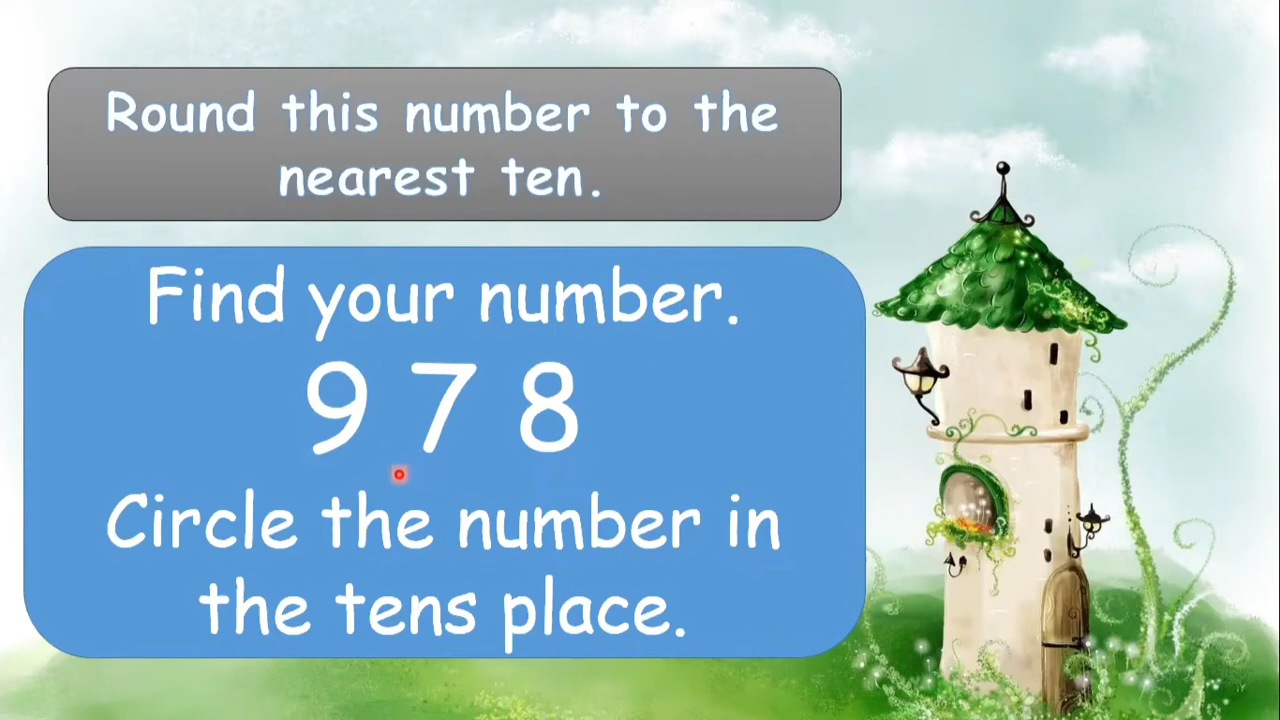 Round this number to the
nearest ten.
Find your number.
9 7 8
Circle the number in
the tens place.